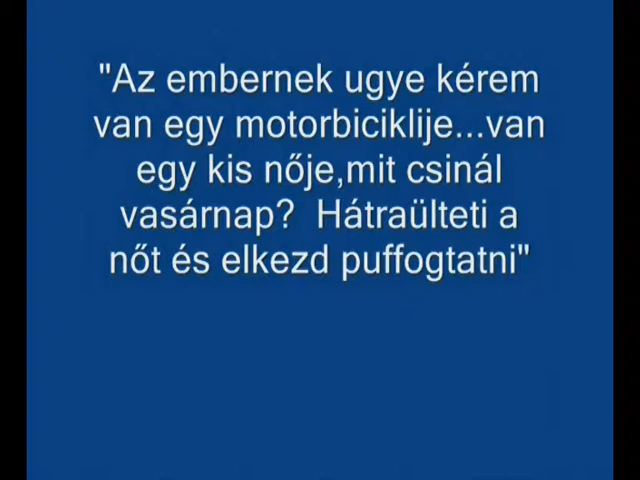 "Az embernek ugye kérem
van egy motorbiciklije...van
egy kis nője,mit csinál
vasárnap?  Hátraülteti a
nőt és elkezd puffogtatni"